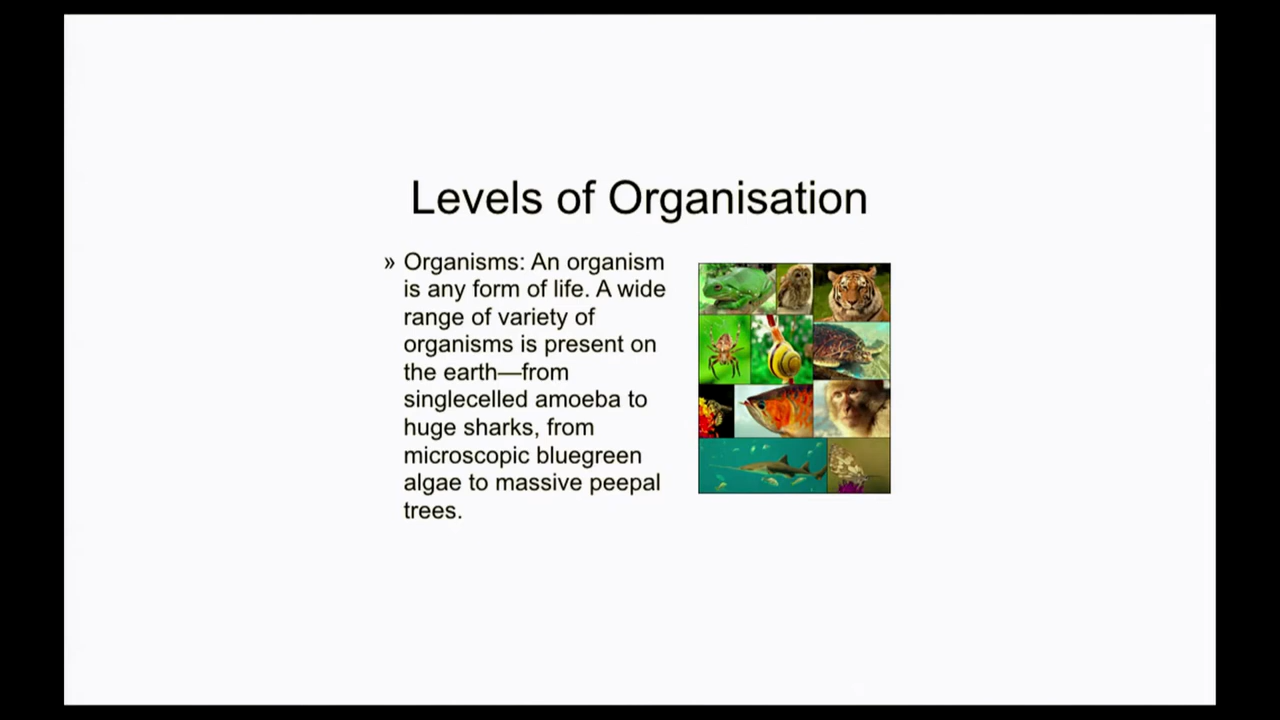 Levels of Organisation
» Organisms: An organism
is any form of life. A wide
range of variety of
organisms is present on
the earth—from
singlecelled amoeba to
huge sharks, from
microscopic bluegreen
algae to massive peepal
trees.